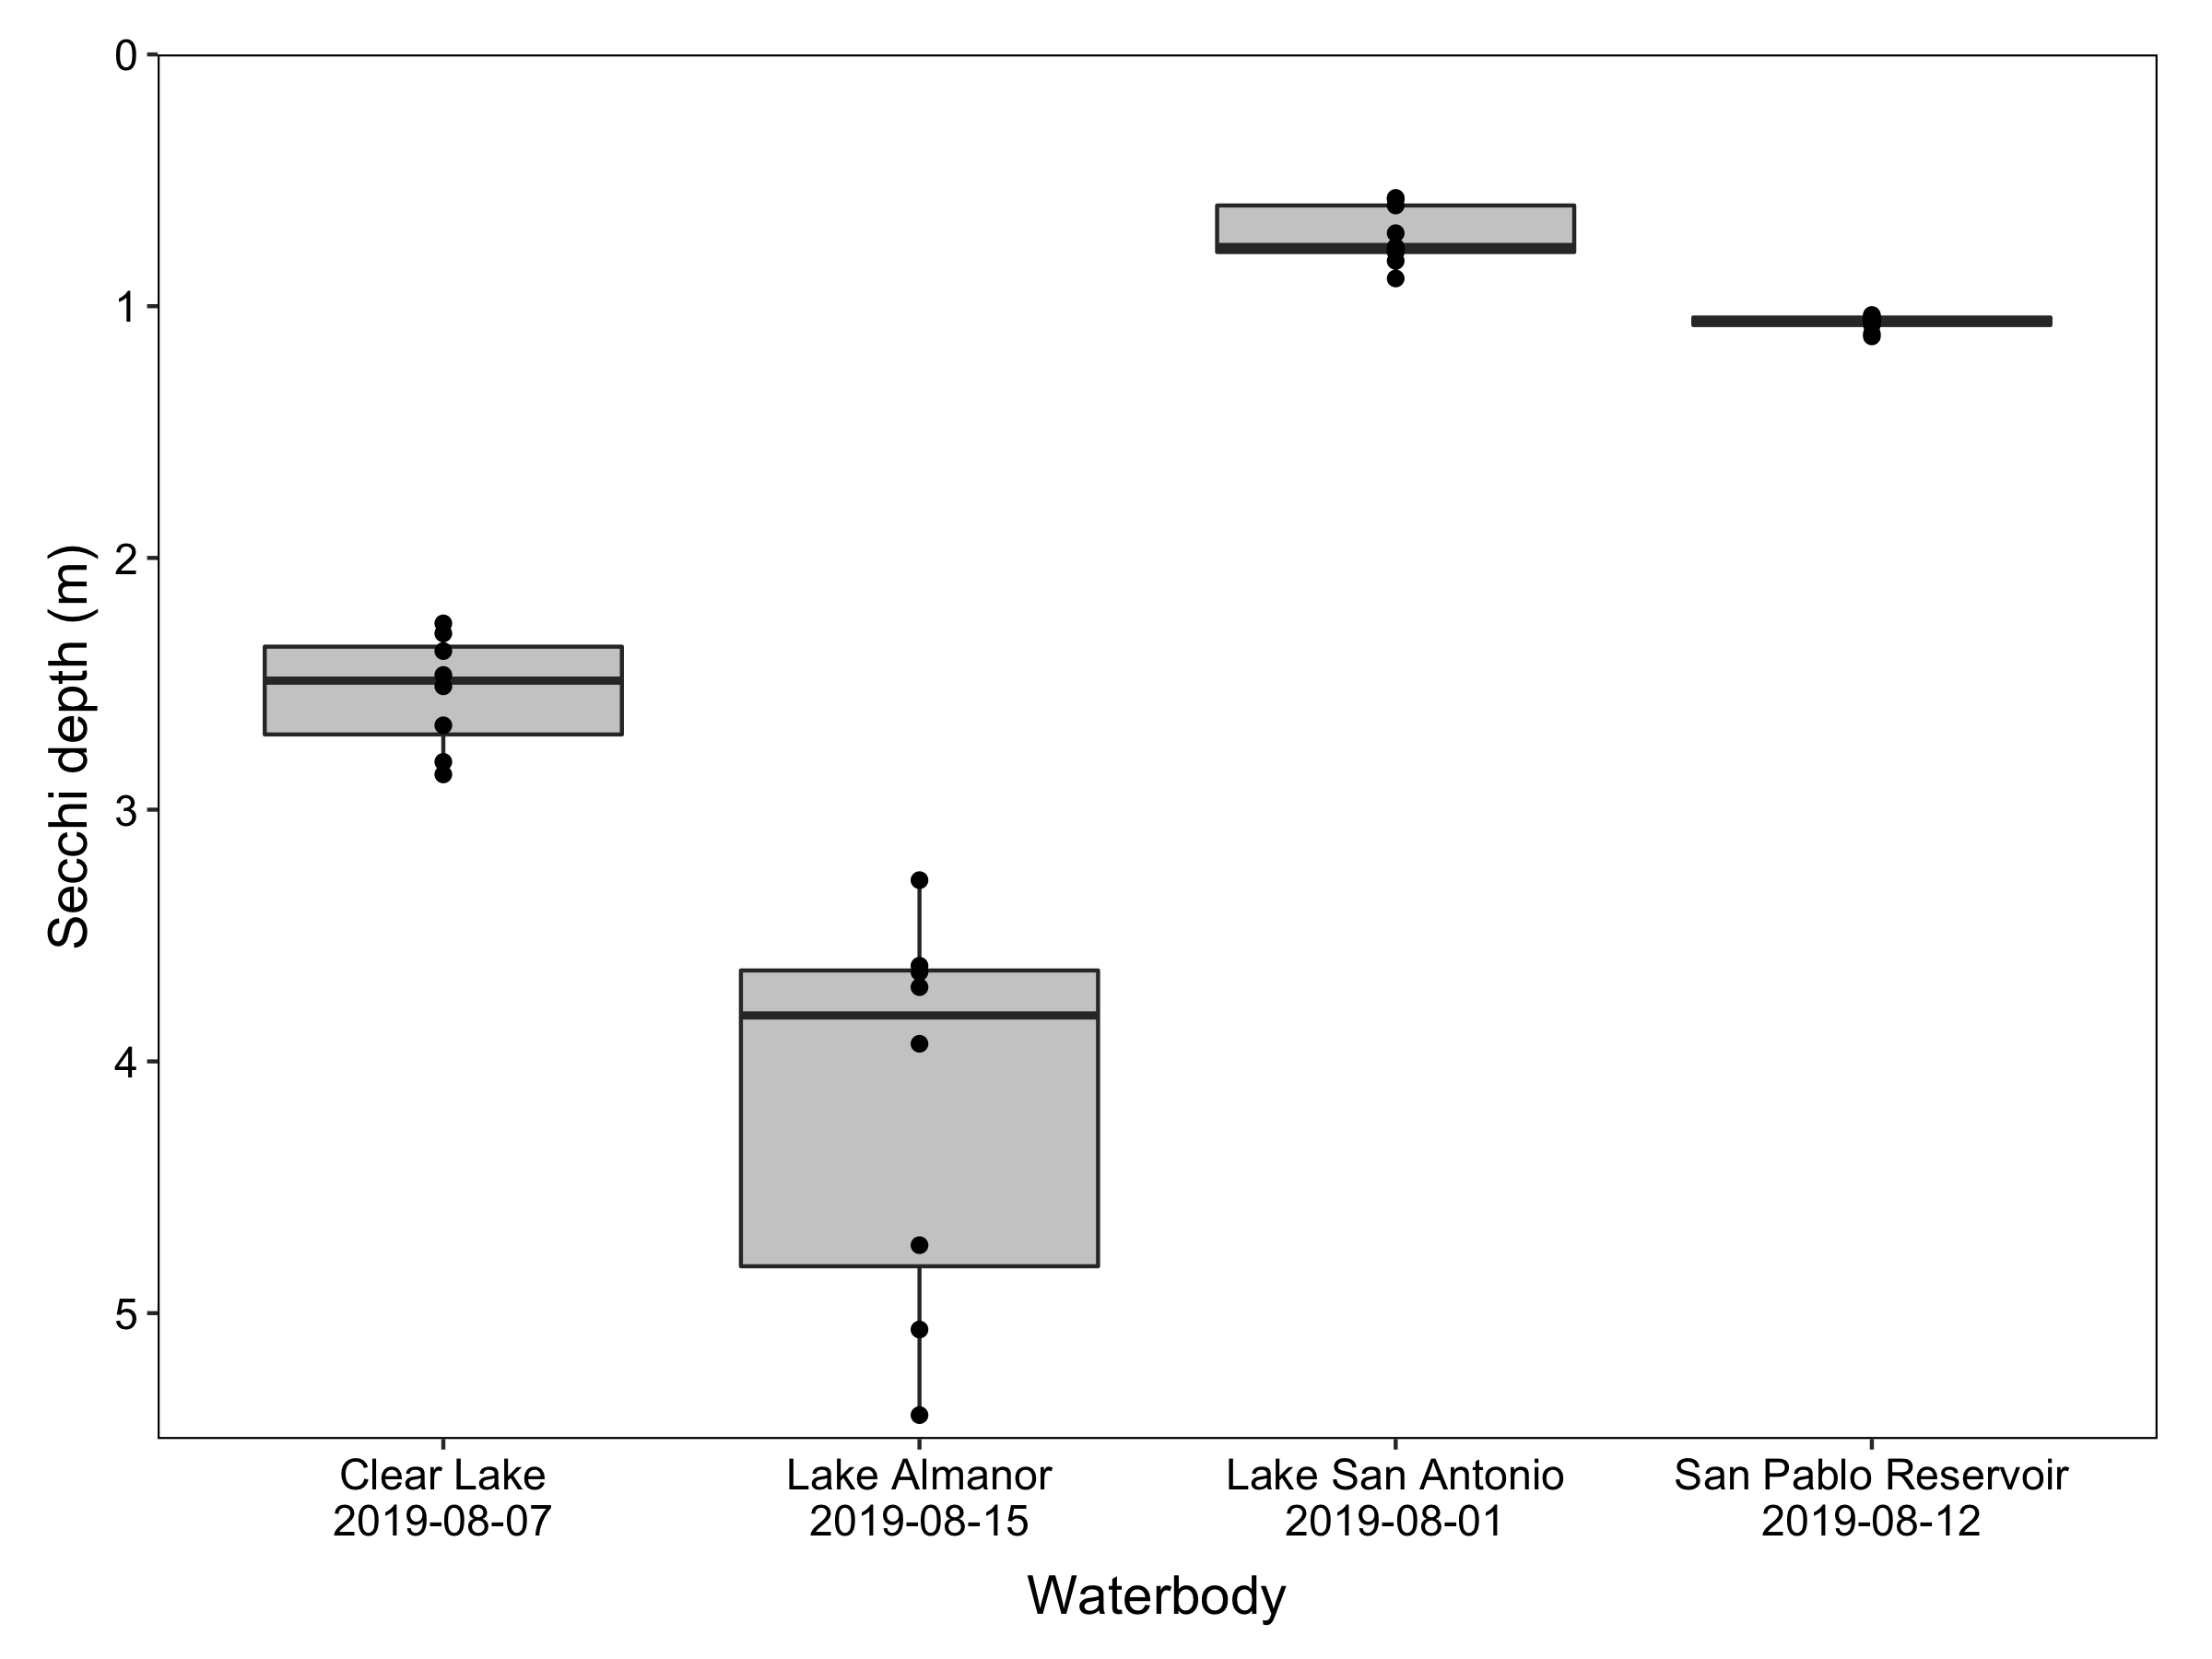 Secchi depth (m)
0
1
2
3
4
5
Clear Lake
2019-08-07
Lake Almanor
2019-08-15
Lake San Antonio
2019-08-01
San Pablo Reservoir
2019-08-12
Waterbody